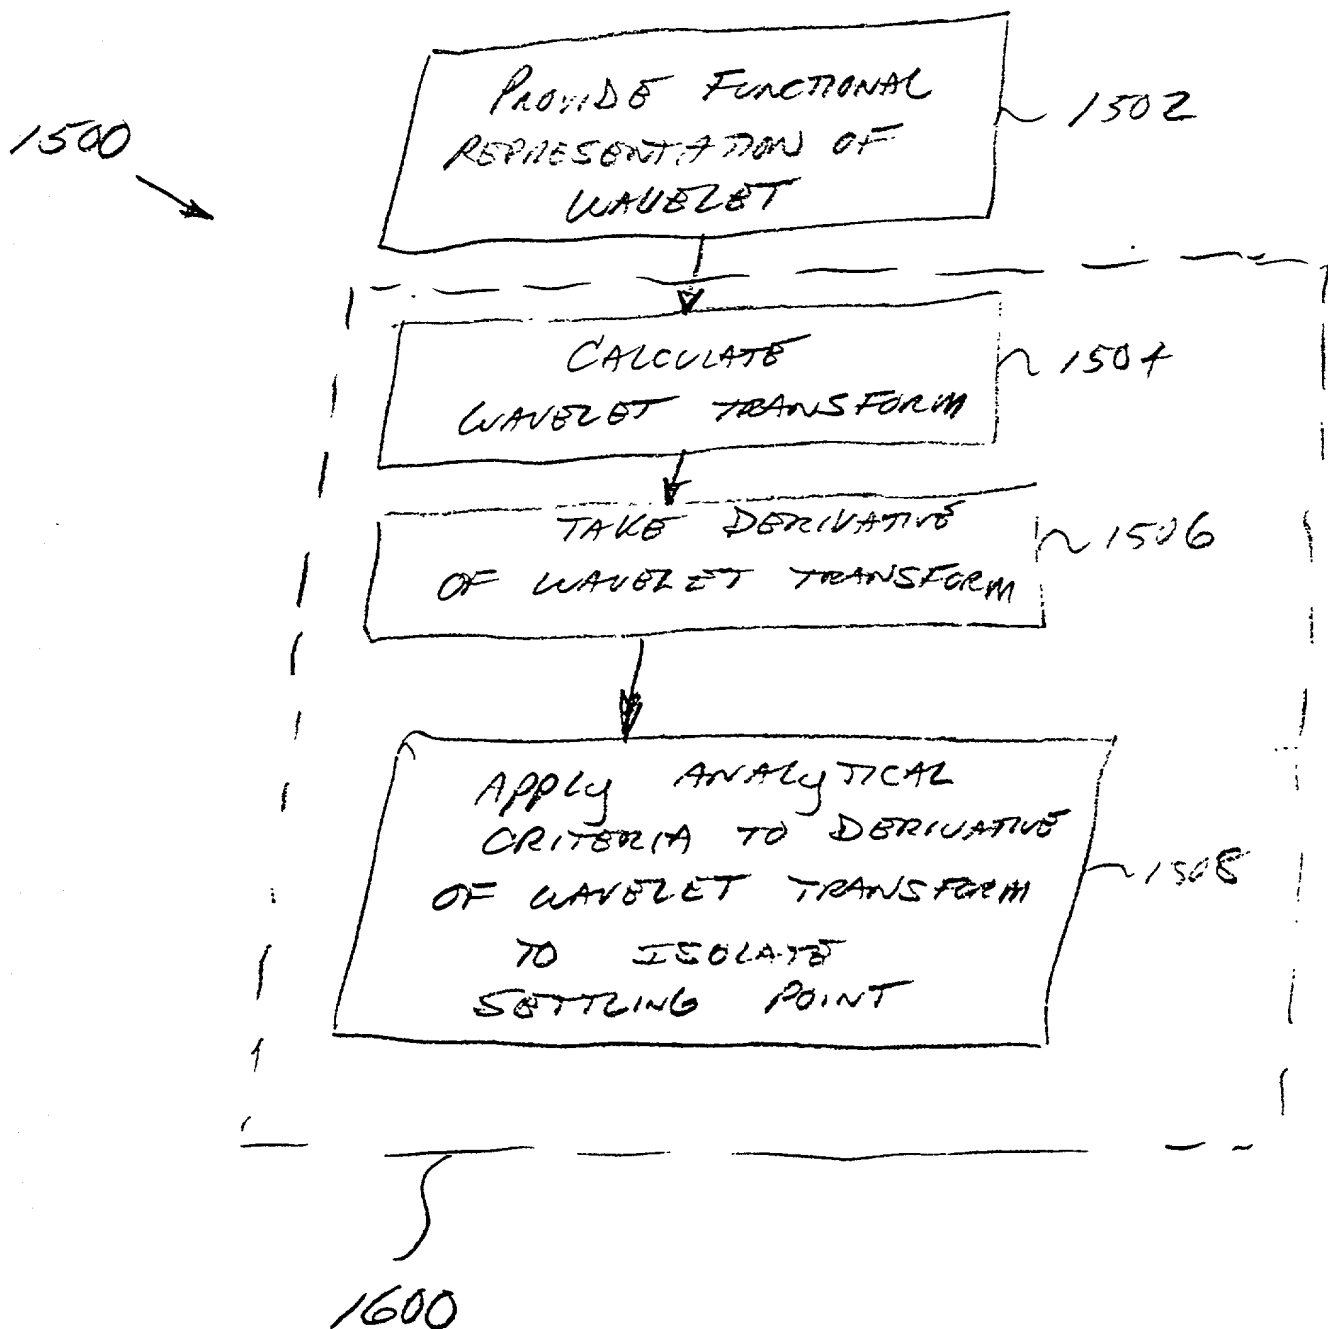 1500
PROVIDE FUNCTIONAL
REPRESENTATION OF
WAVELET
1502
CALCULATE
WAVELET TRANSFORM
1504
TAKE DERIVATIVE
OF WAVELET TRANSFORM
1506
APPLY ANALYTICAL
CRITERIA TO DERIVATIVE
OF WAVELET TRANSFORM
TO ISOLATE
SETTLING POINT
1508
1600